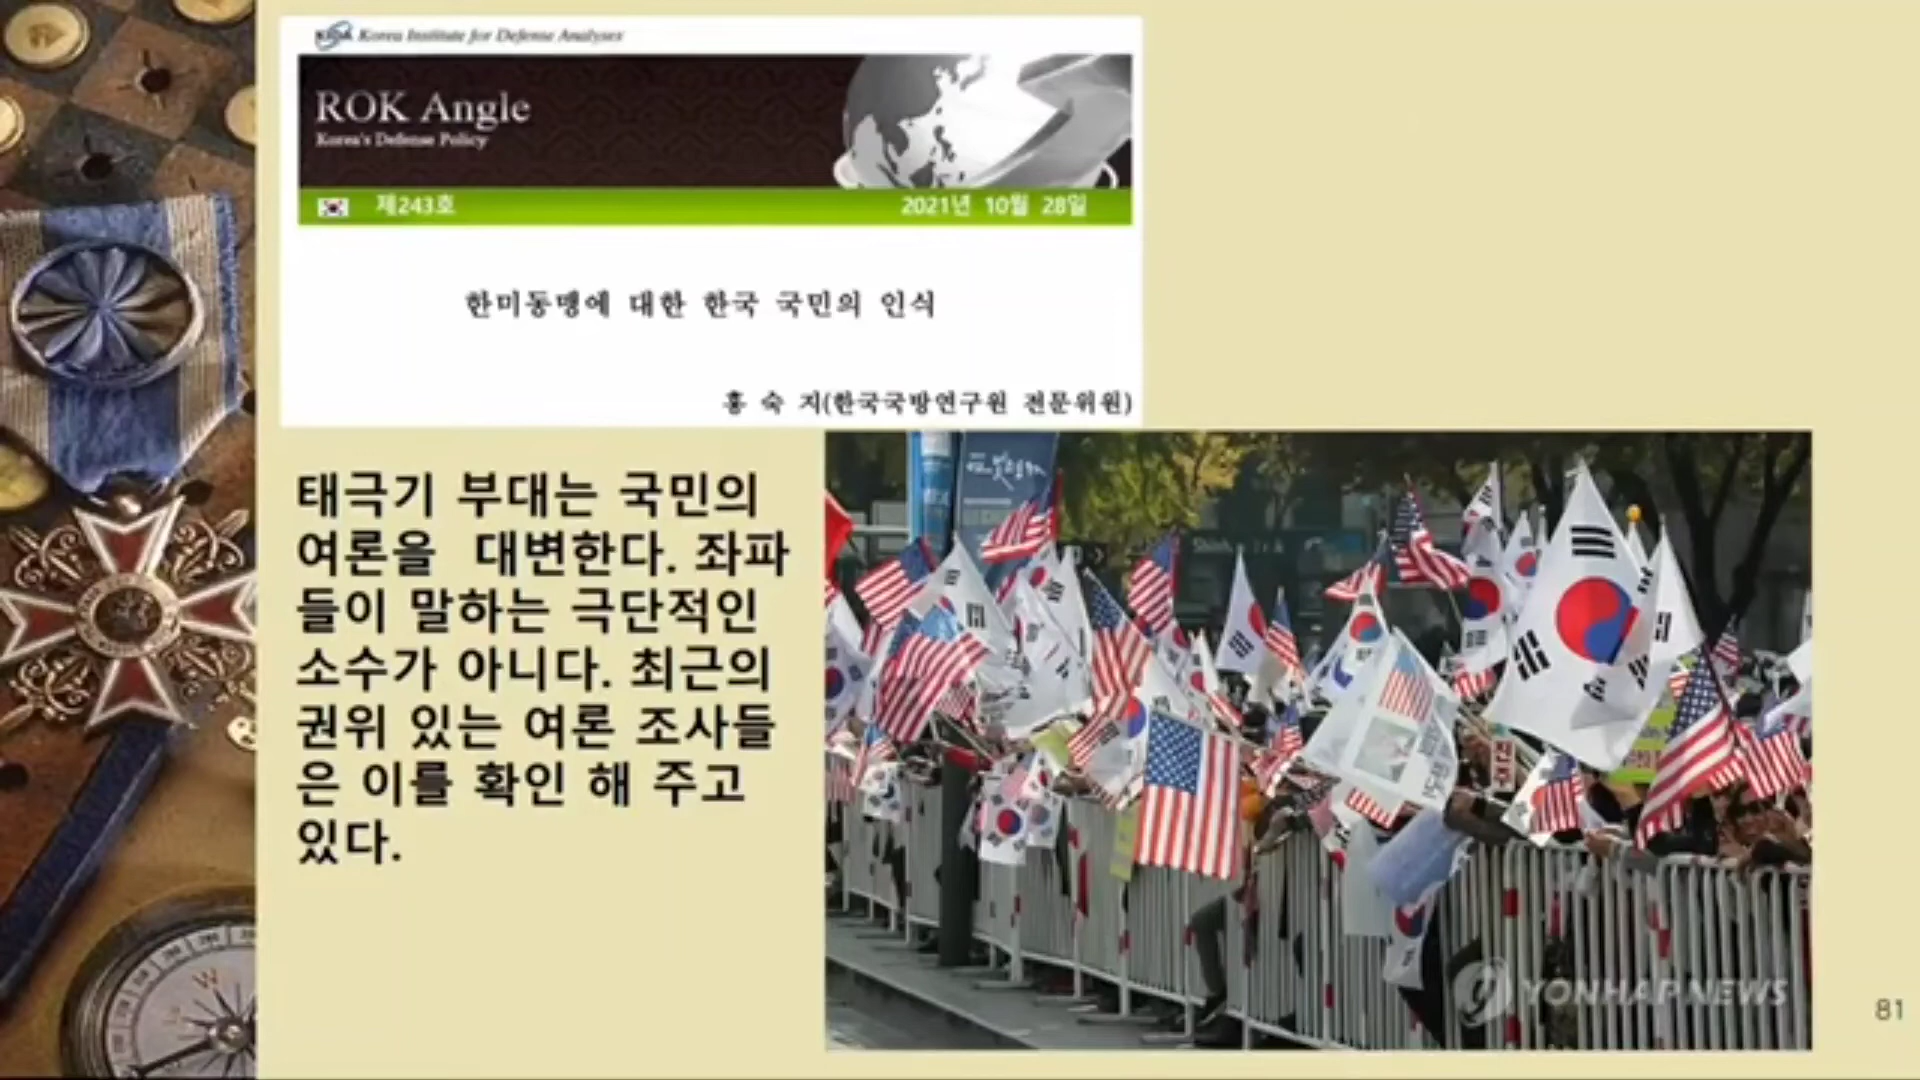 KIDA Korea Institute for Defense Analyses
ROK Angle
Korea's Defense Policy
제243호
2021년 10월 28일
한미동맹에 대한 한국 국민의 인식
홍 숙 지(한국국방연구원 전문위원)
태극기 부대는 국민의
여론을 대변한다. 좌파
들이 말하는 극단적인
소수가 아니다. 최근의
권위 있는 여론 조사들
은 이를 확인 해 주고
있다.
YONHAP NEWS
81
W